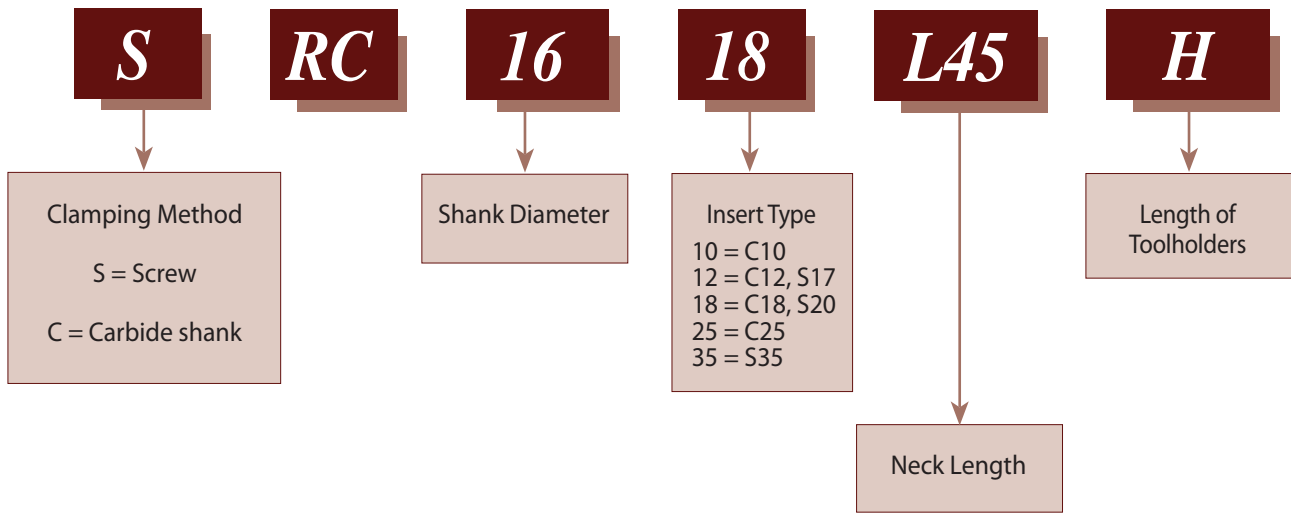 S RC 16 18 L45 H
Clamping Method
S = Screw
C = Carbide shank
Shank Diameter
Insert Type
10 = C10
12 = C12, S17
18 = C18, S20
25 = C25
35 = S35
Neck Length
Length of
Toolholders